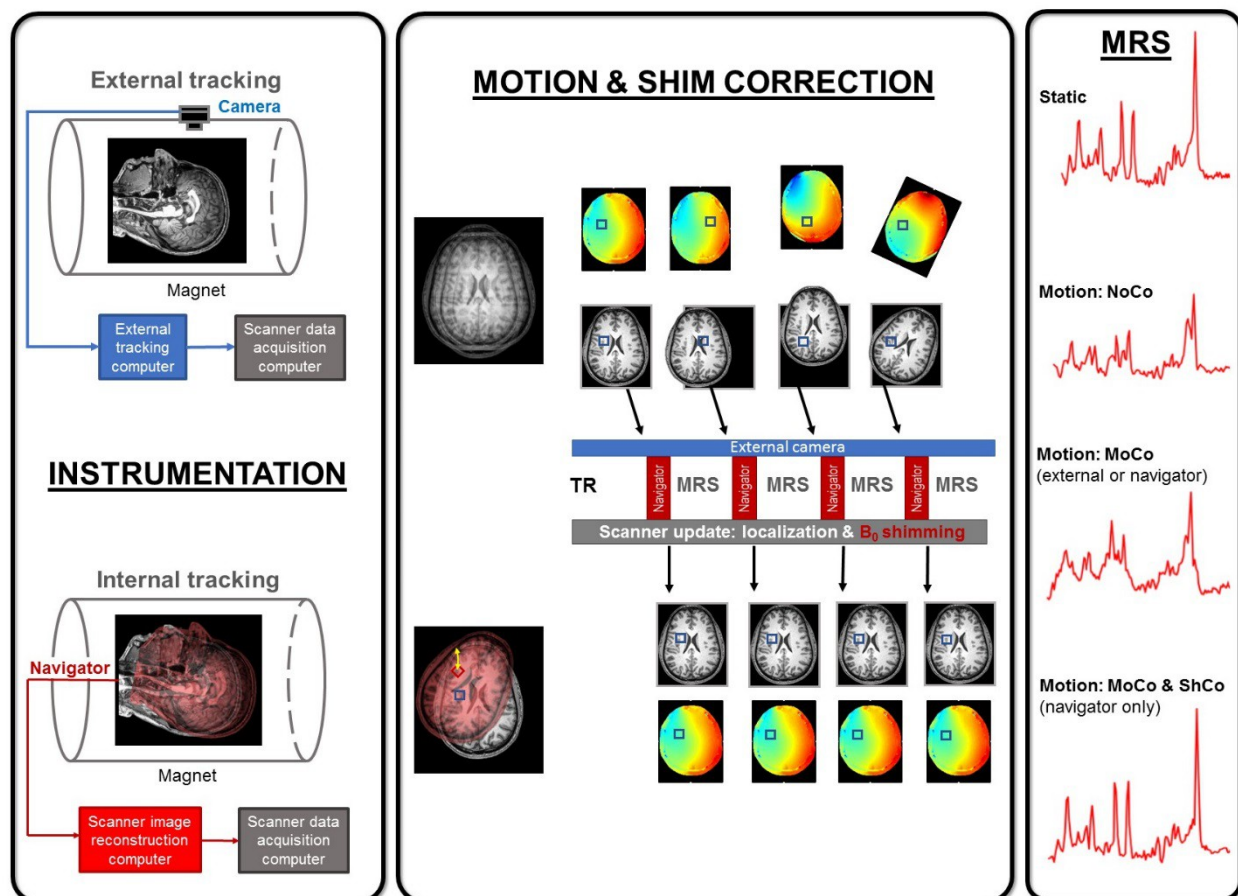 External tracking
Camera
Magnet
External
tracking
computer
Scanner data
acquisition
computer
INSTRUMENTATION
Internal tracking
Navigator
Magnet
Scanner image
reconstruction
computer
Scanner data
acquisition
computer
MOTION & SHIM CORRECTION
External camera
TR
Navigator
MRS
Navigator
MRS
Navigator
MRS
Navigator
MRS
Scanner update: localization & B₀ shimming
MRS
Static
Motion: NoCo
Motion: MoCo
(external or navigator)
Motion: MoCo & ShCo
(navigator only)